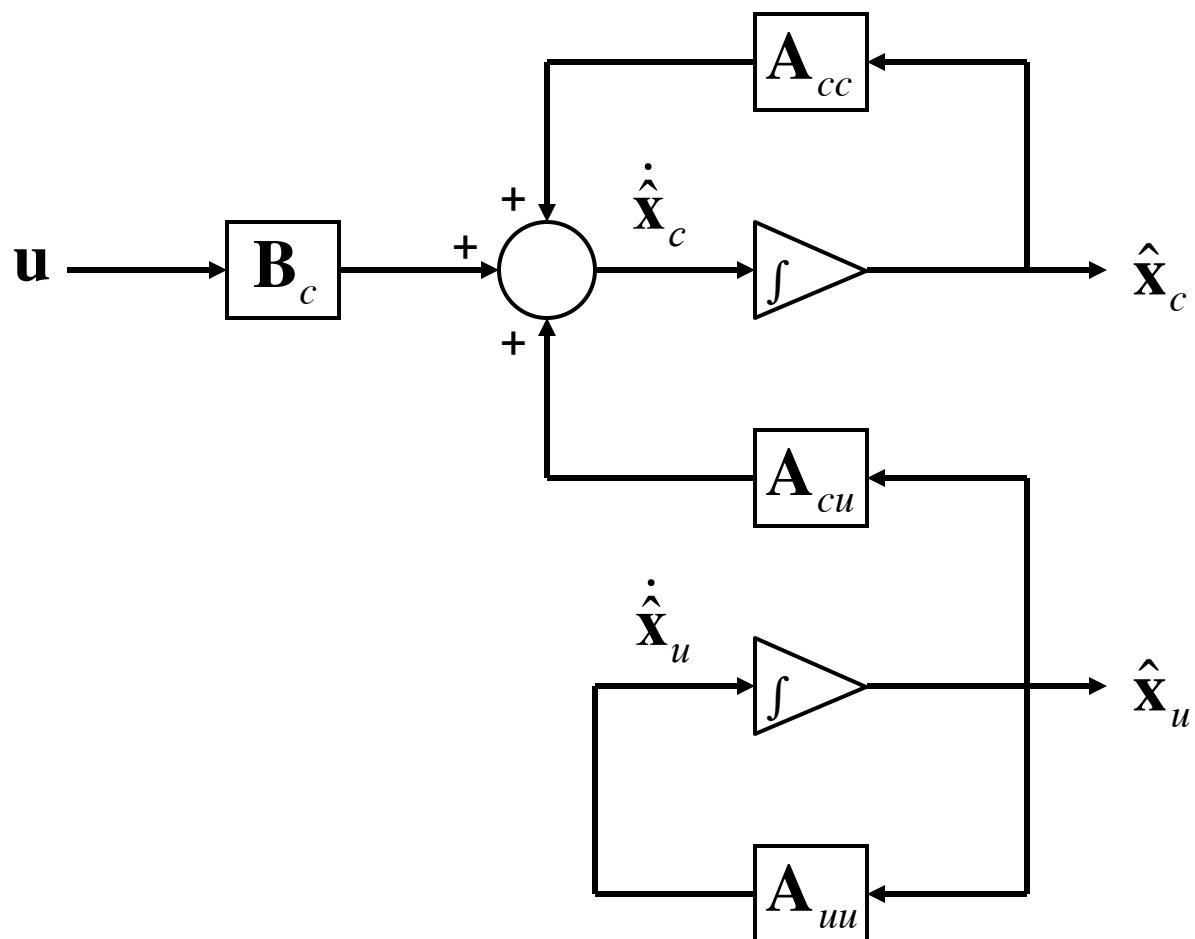 A_cc
+
ẋ̂_c
u
B_c
+
∫
x̂_c
+
A_cu
ẋ̂_u
∫
x̂_u
A_uu